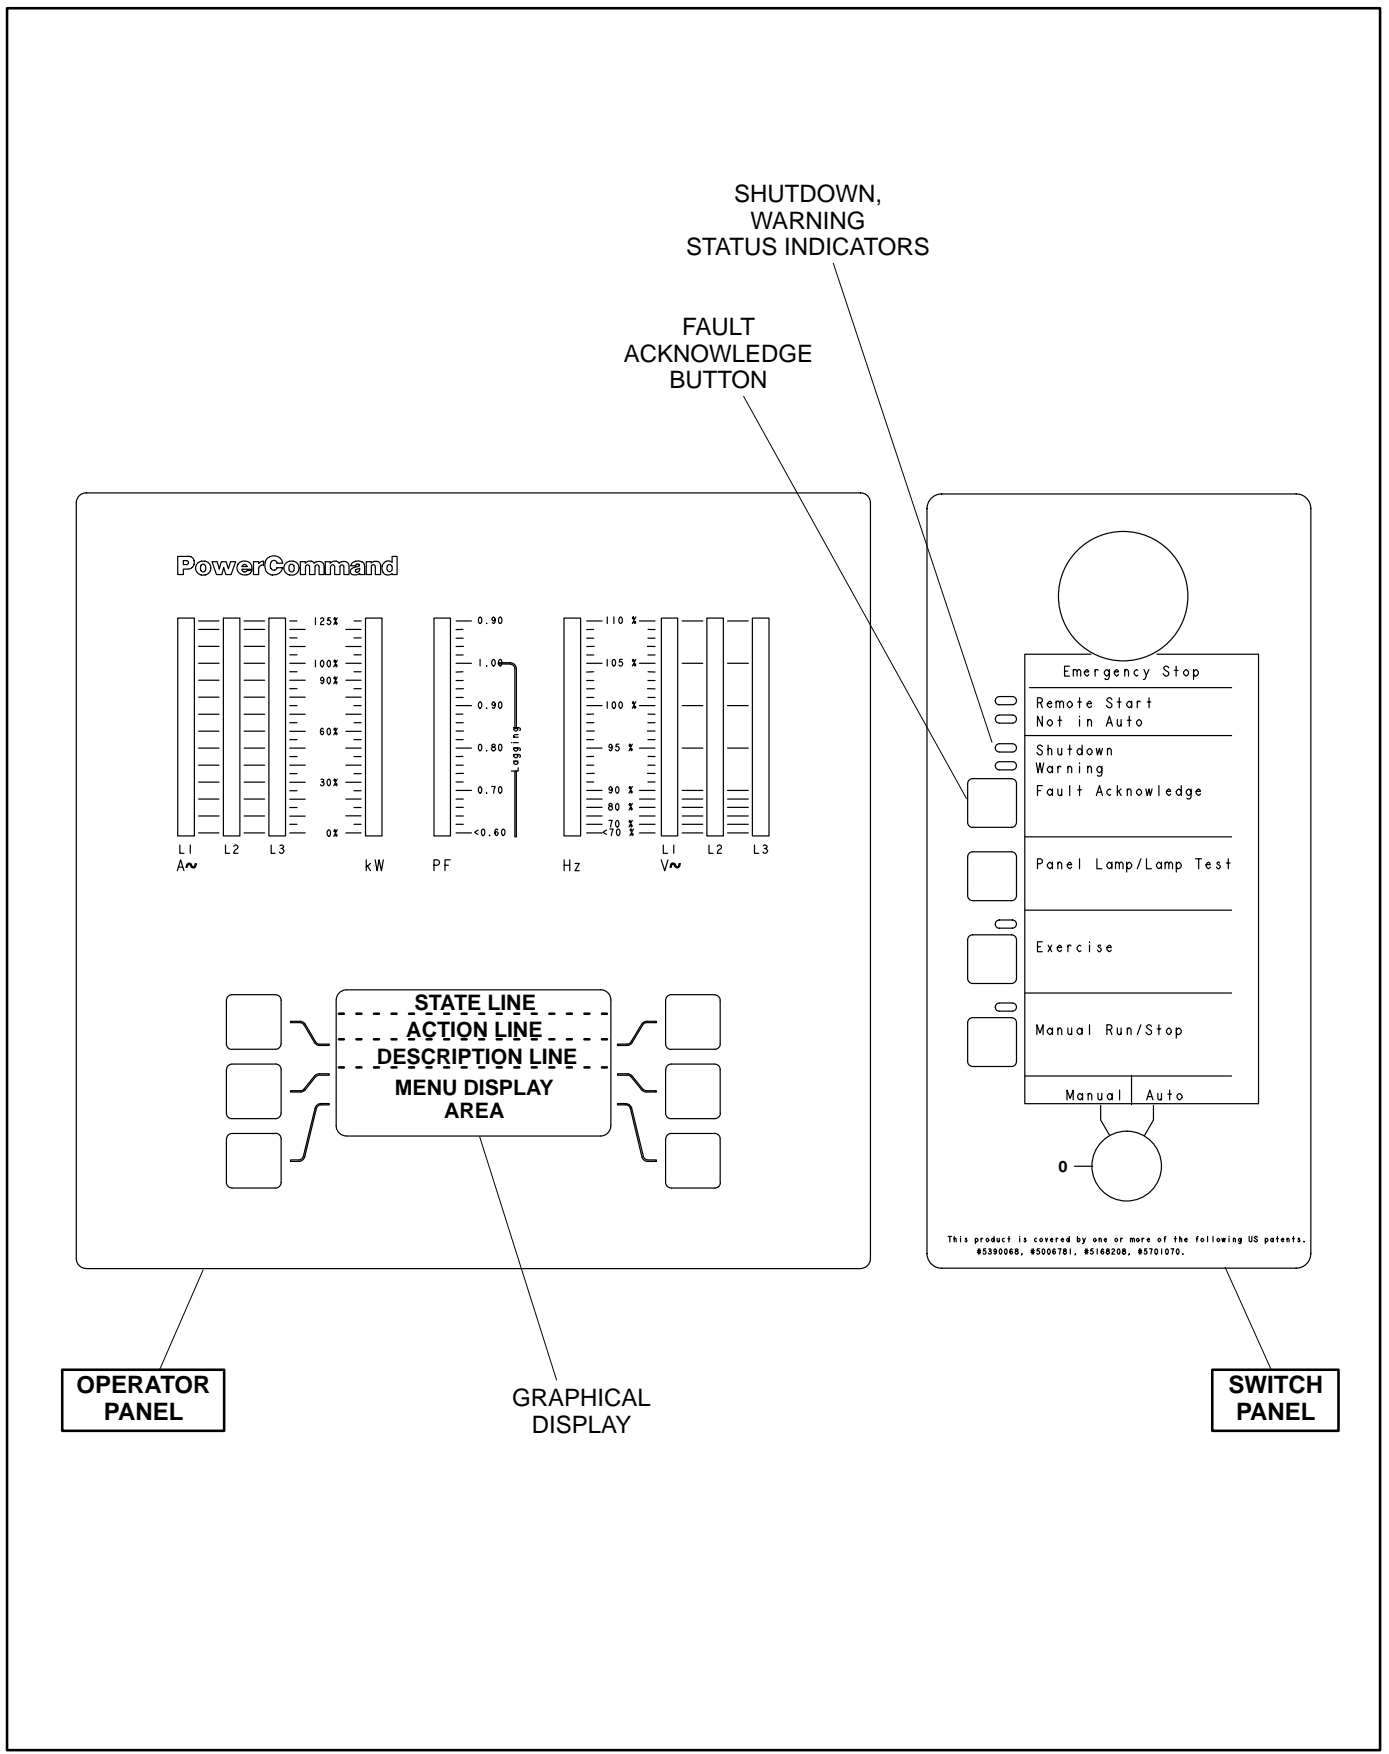 SHUTDOWN,
WARNING
STATUS INDICATORS
FAULT
ACKNOWLEDGE
BUTTON
PowerCommand
125%
100%
90%
60%
30%
0%
L1
L2
L3
A~
kW
0.90
1.00
0.90
0.80
0.70
<0.60
Lagging
PF
110 %
105 %
100 %
95 %
90 %
80 %
70 %
<70 %
Hz
L1
L2
L3
V~
STATE LINE
ACTION LINE
DESCRIPTION LINE
MENU DISPLAY
AREA
Emergency Stop
Remote Start
Not in Auto
Shutdown
Warning
Fault Acknowledge
Panel Lamp/Lamp Test
Exercise
Manual Run/Stop
Manual
Auto
0
This product is covered by one or more of the following US patents.
#5390068, #5006781, #5168208, #5701070.
OPERATOR
PANEL
GRAPHICAL
DISPLAY
SWITCH
PANEL